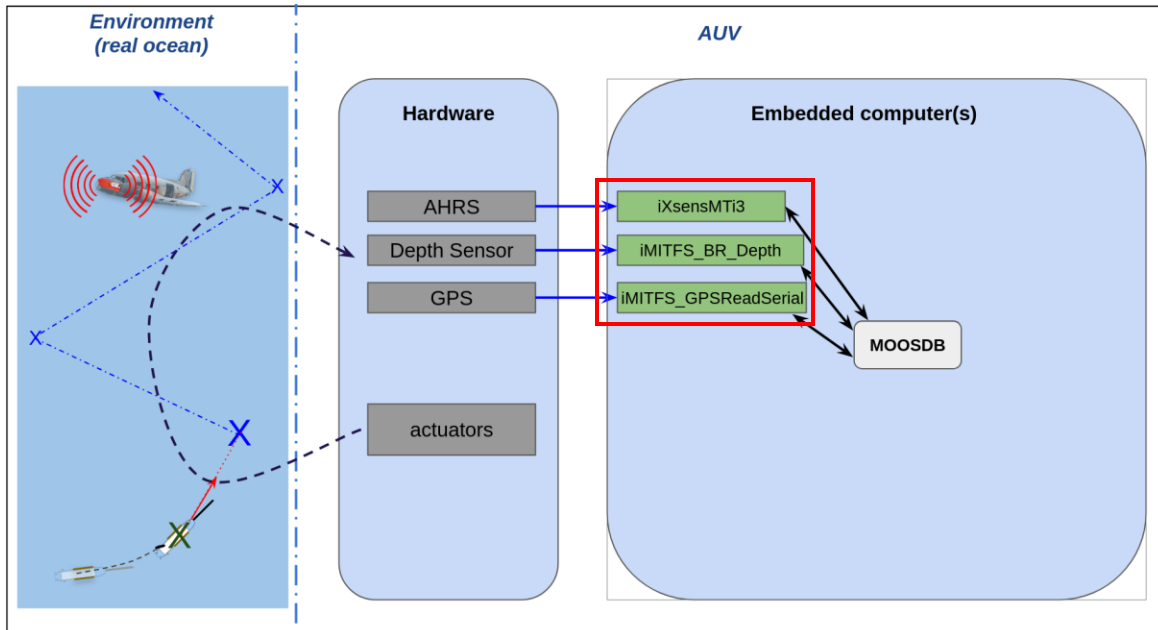 Environment
(real ocean)
AUV
Hardware
Embedded computer(s)
AHRS
iXsensMTi3
Depth Sensor
iMITFS_BR_Depth
GPS
iMITFS_GPSReadSerial
MOOSDB
actuators
X
X
X
X